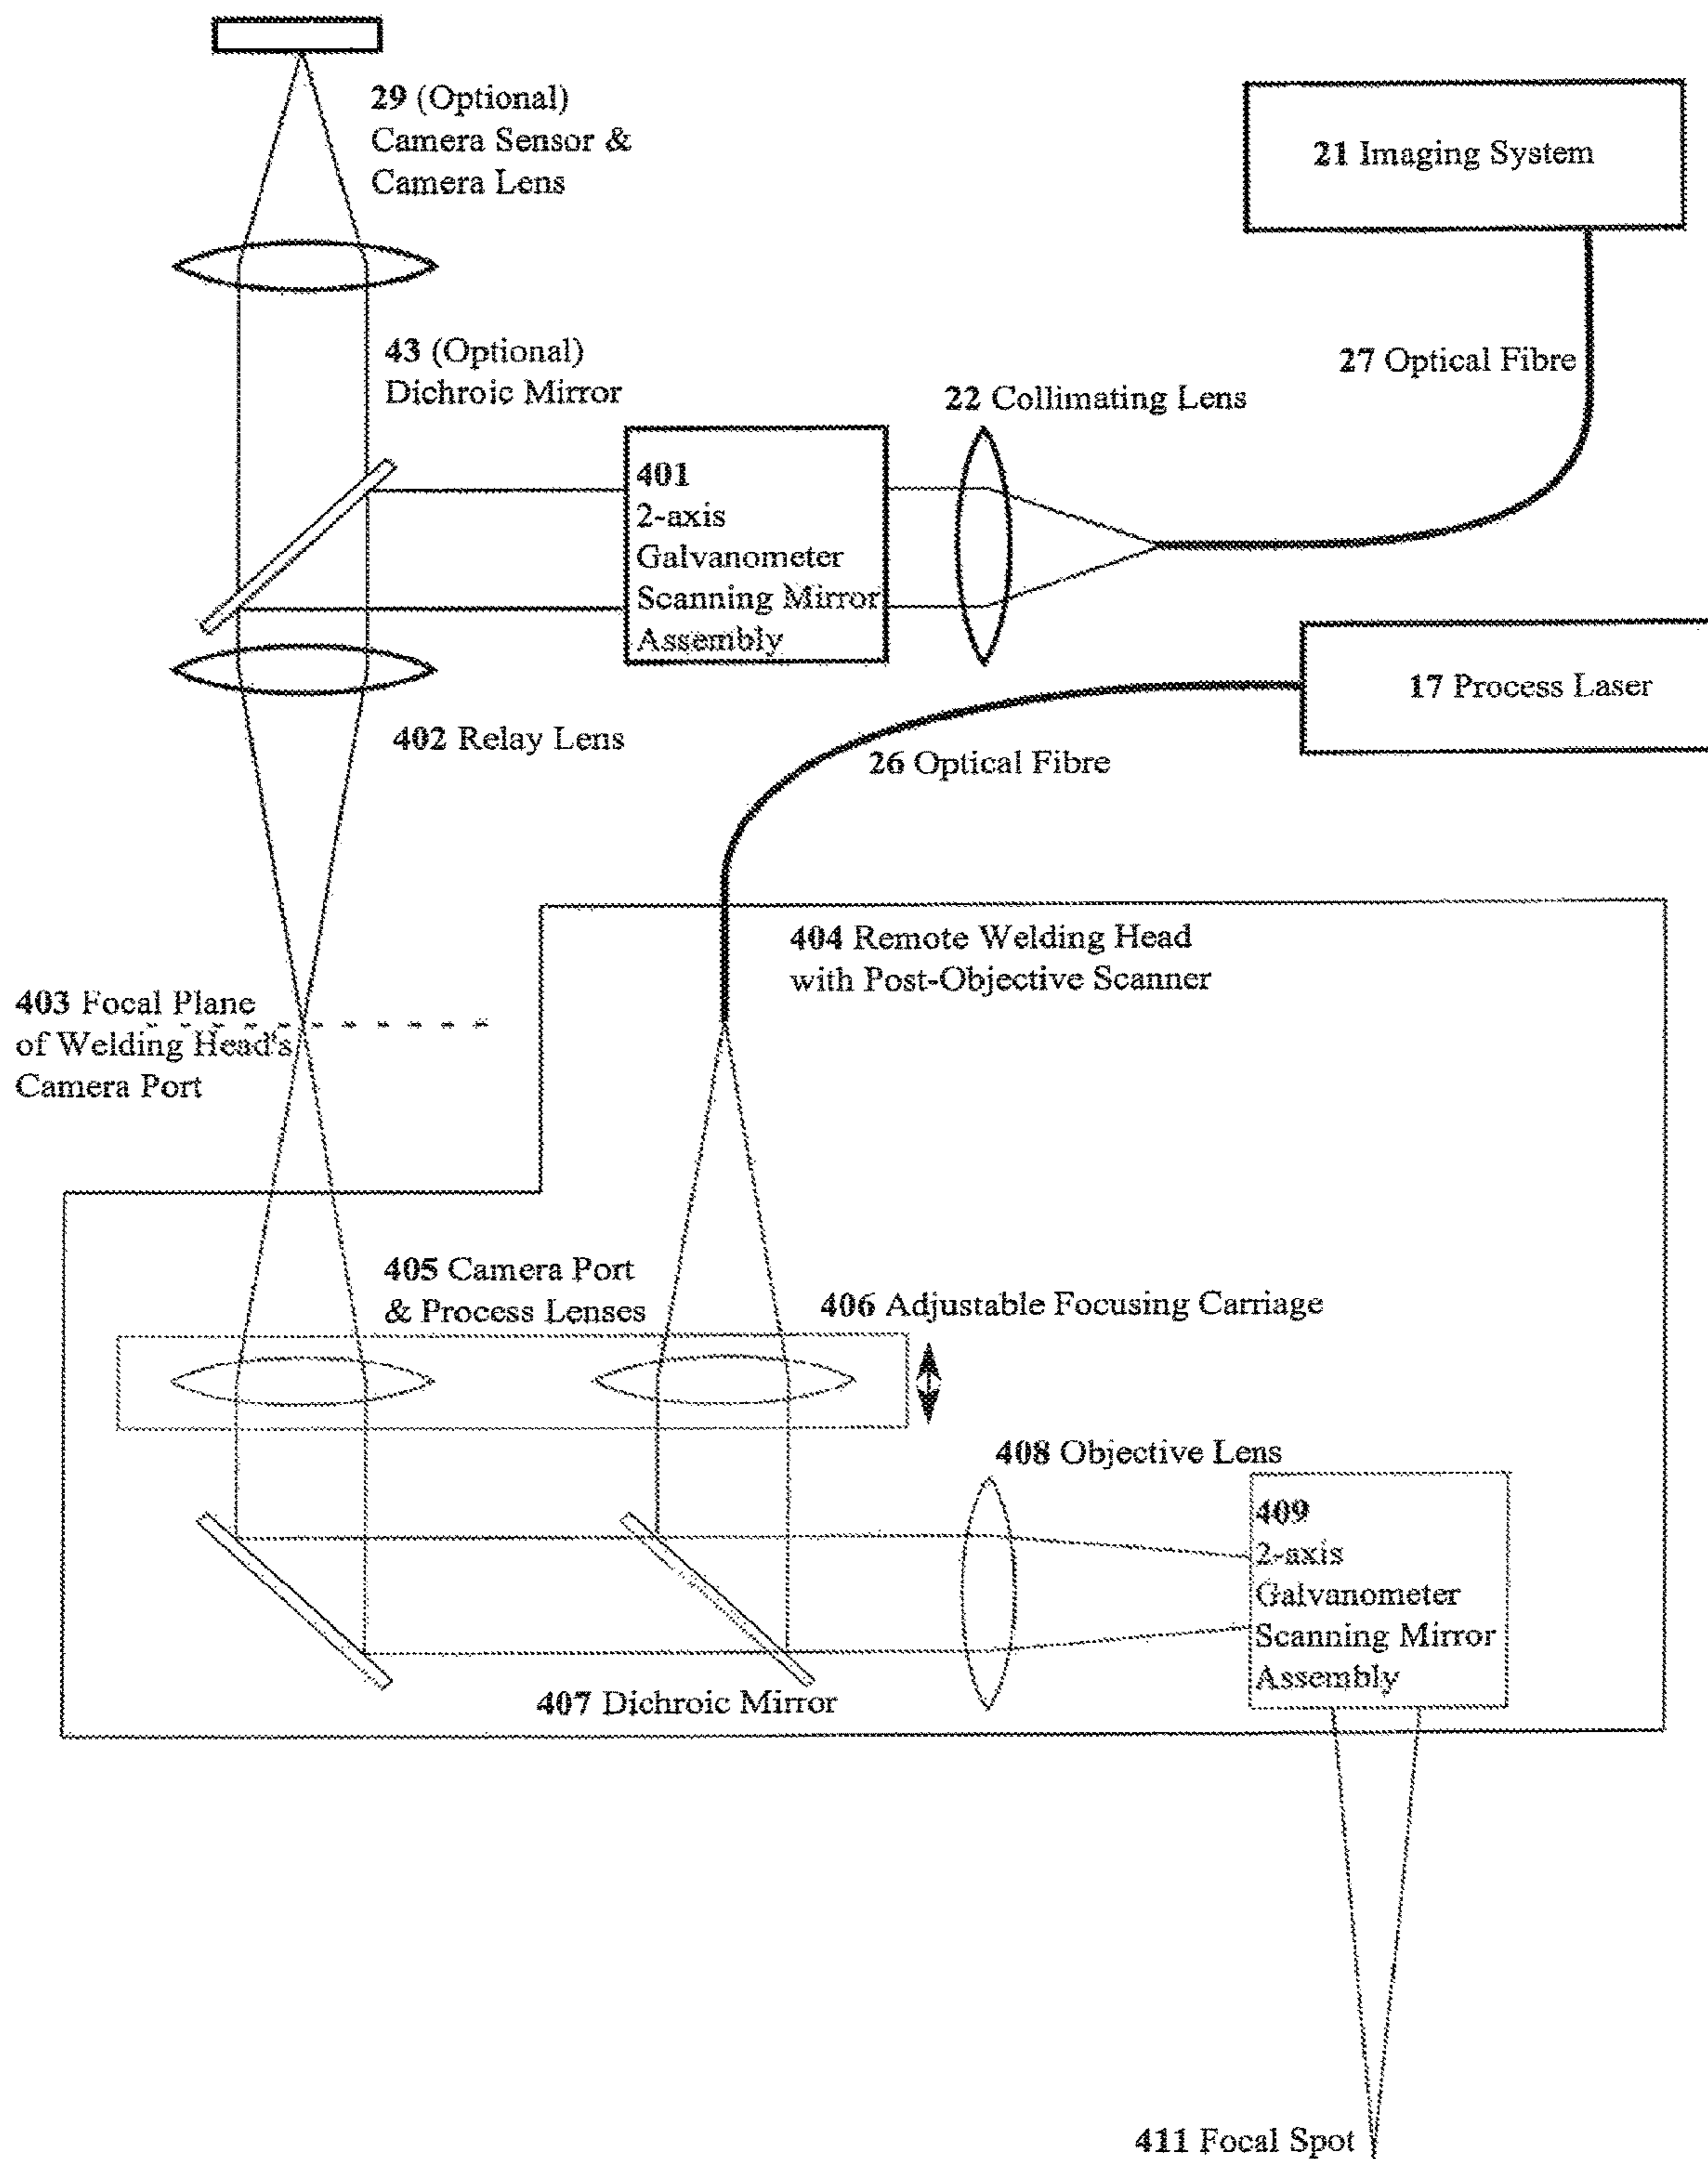 29 (Optional)
Camera Sensor &
Camera Lens
21 Imaging System
43 (Optional)
Dichroic Mirror
27 Optical Fibre
22 Collimating Lens
401
2-axis
Galvanometer
Scanning Mirror
Assembly
17 Process Laser
402 Relay Lens
26 Optical Fibre
404 Remote Welding Head
with Post-Objective Scanner
403 Focal Plane
of Welding Head's
Camera Port
405 Camera Port
& Process Lenses
406 Adjustable Focusing Carriage
408 Objective Lens
409
2-axis
Galvanometer
Scanning Mirror
Assembly
407 Dichroic Mirror
411 Focal Spot